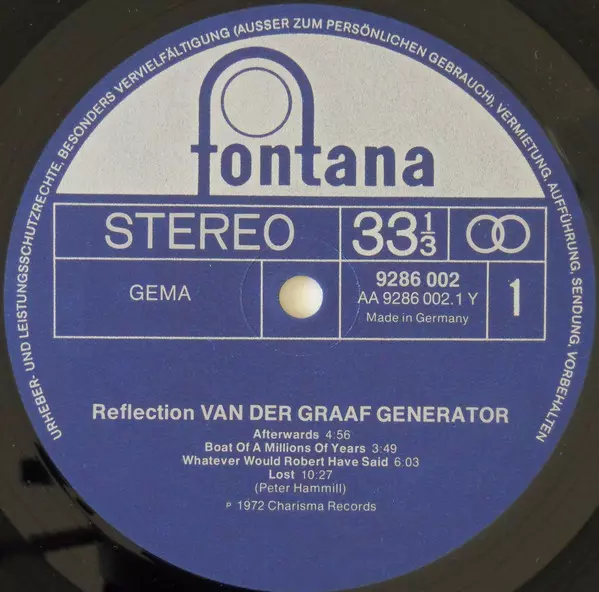 URHEBER- UND LEISTUNGSSCHUTZRECHTE, BESONDERS VERVIELFÄLTIGUNG (AUSSER ZUM PERSÖNLICHEN GEBRAUCH), VERMIETUNG, AUFFÜHRUNG, SENDUNG, VORBEHALTEN
fontana
STEREO 33 1/3
GEMA
9286 002
AA 9286 002.1 Y
Made in Germany
1
Reflection VAN DER GRAAF GENERATOR
Afterwards 4:56
Boat Of A Millions Of Years 3:49
Whatever Would Robert Have Said 6:03
Lost 10:27
(Peter Hammill)
P 1972 Charisma Records